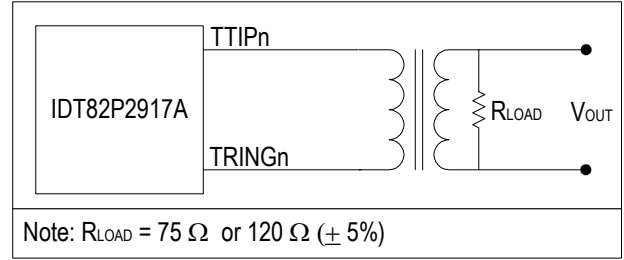 TTIPn
IDT82P2917A
RLOAD
VOUT
TRINGn
Note: RLOAD = 75 Ω or 120 Ω (± 5%)